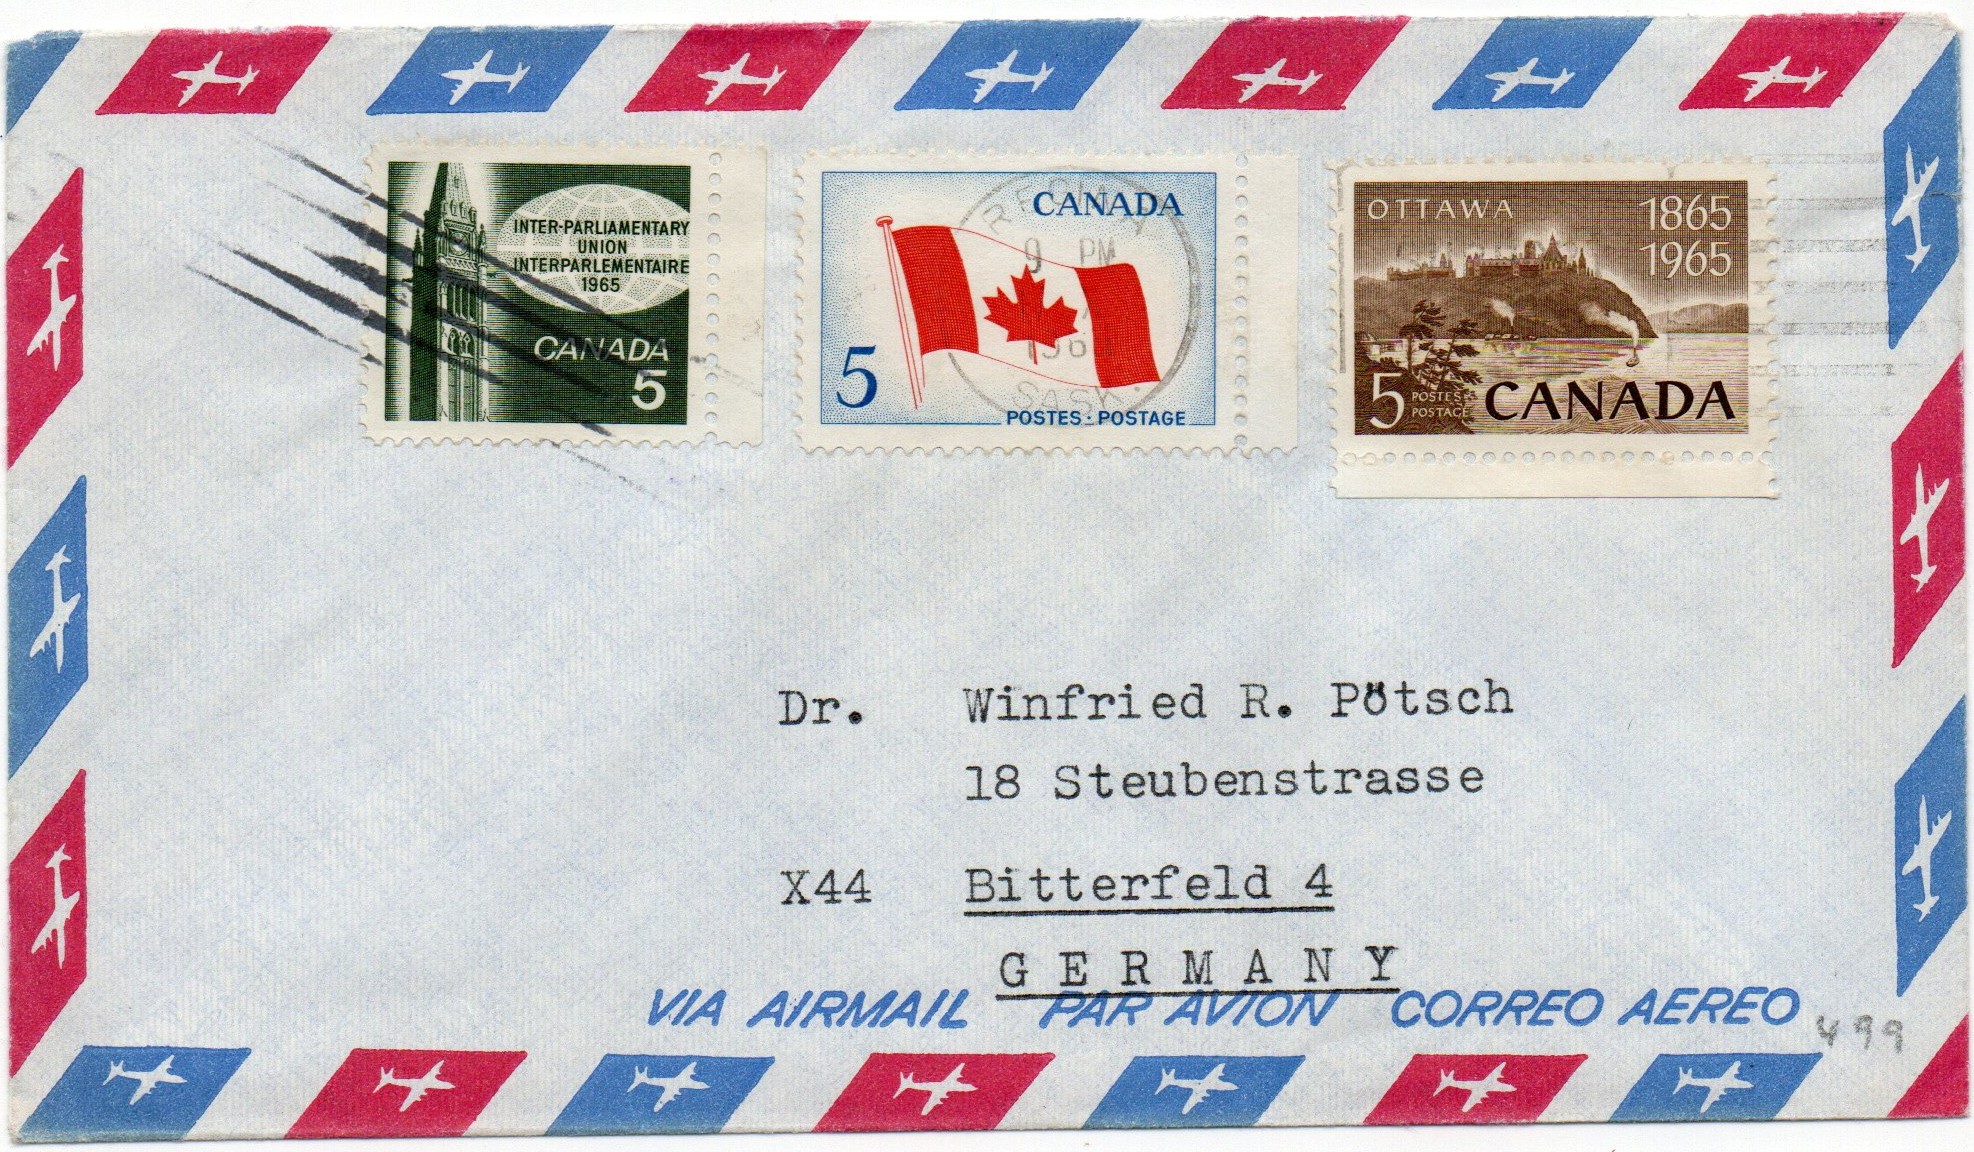 INTER-PARLIAMENTARY
UNION
INTERPARLEMENTAIRE
1965
CANADA
5
CANADA
5
POSTES·POSTAGE
REGINA
9 PM
SASK.
OTTAWA
1865
1965
5
POSTES
POSTAGE
CANADA
Dr. Winfried R. Pötsch
18 Steubenstrasse
X44 Bitterfeld 4
GERMANY
VIA AIRMAIL PAR AVION CORREO AEREO
499